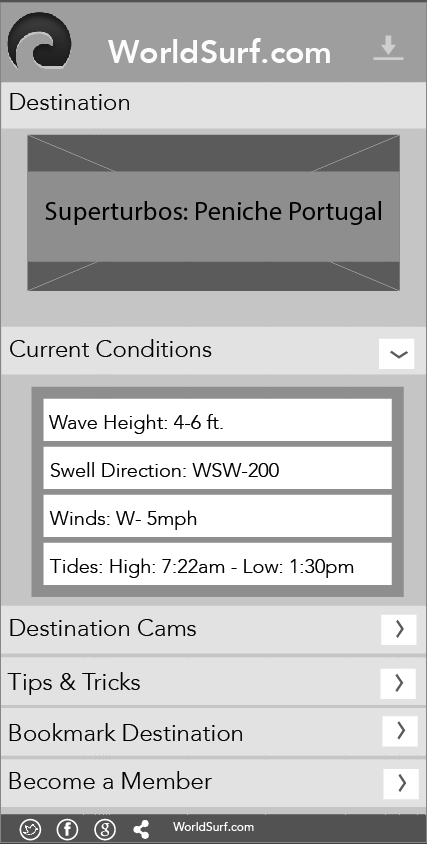 WorldSurf.com
Destination
Superturbos: Peniche Portugal
Current Conditions
Wave Height: 4-6 ft.
Swell Direction: WSW-200
Winds: W- 5mph
Tides: High: 7:22am - Low: 1:30pm
Destination Cams
Tips & Tricks
Bookmark Destination
Become a Member
WorldSurf.com